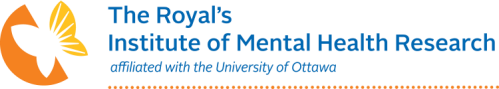 The Royal's
Institute of Mental Health Research
affiliated with the University of Ottawa